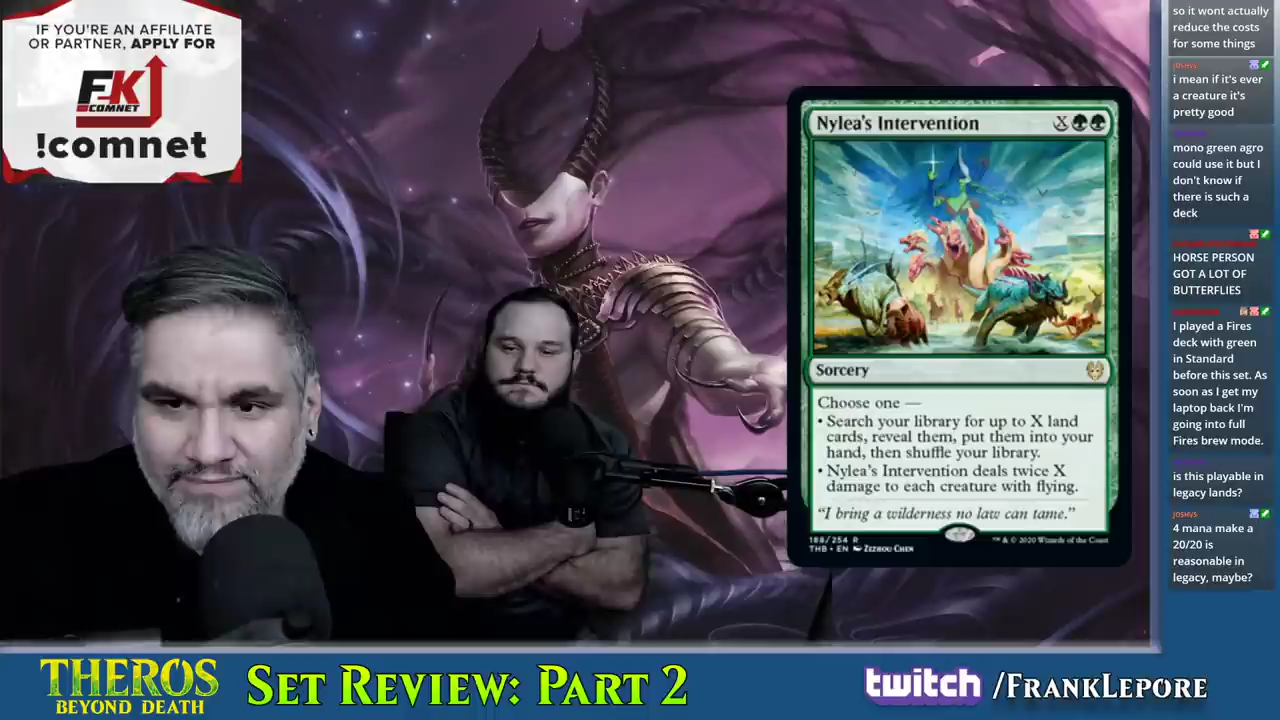 IF YOU'RE AN AFFILIATE
OR PARTNER, APPLY FOR
FK
COMNET
!comnet
Nylea's Intervention
X
Sorcery
Choose one —
• Search your library for up to X land
cards, reveal them, put them into your
hand, then shuffle your library.
• Nylea's Intervention deals twice X
damage to each creature with flying.
"I bring a wilderness no law can tame."
188/254 R
THB • EN Zezhou Chen
™ & © 2020 Wizards of the Coast
so it wont actually
reduce the costs
for some things
JOSHVS
i mean if it's ever
a creature it's
pretty good
mono green agro
could use it but I
don't know if
there is such a
deck
HORSE PERSON
GOT A LOT OF
BUTTERFLIES
I played a Fires
deck with green
in Standard
before this set. As
soon as I get my
laptop back I'm
going into full
Fires brew mode.
is this playable in
legacy lands?
JOSHVS
4 mana make a
20/20 is
reasonable in
legacy, maybe?
THEROS
BEYOND DEATH
SET REVIEW: PART 2
twitch /FRANKLEPORE